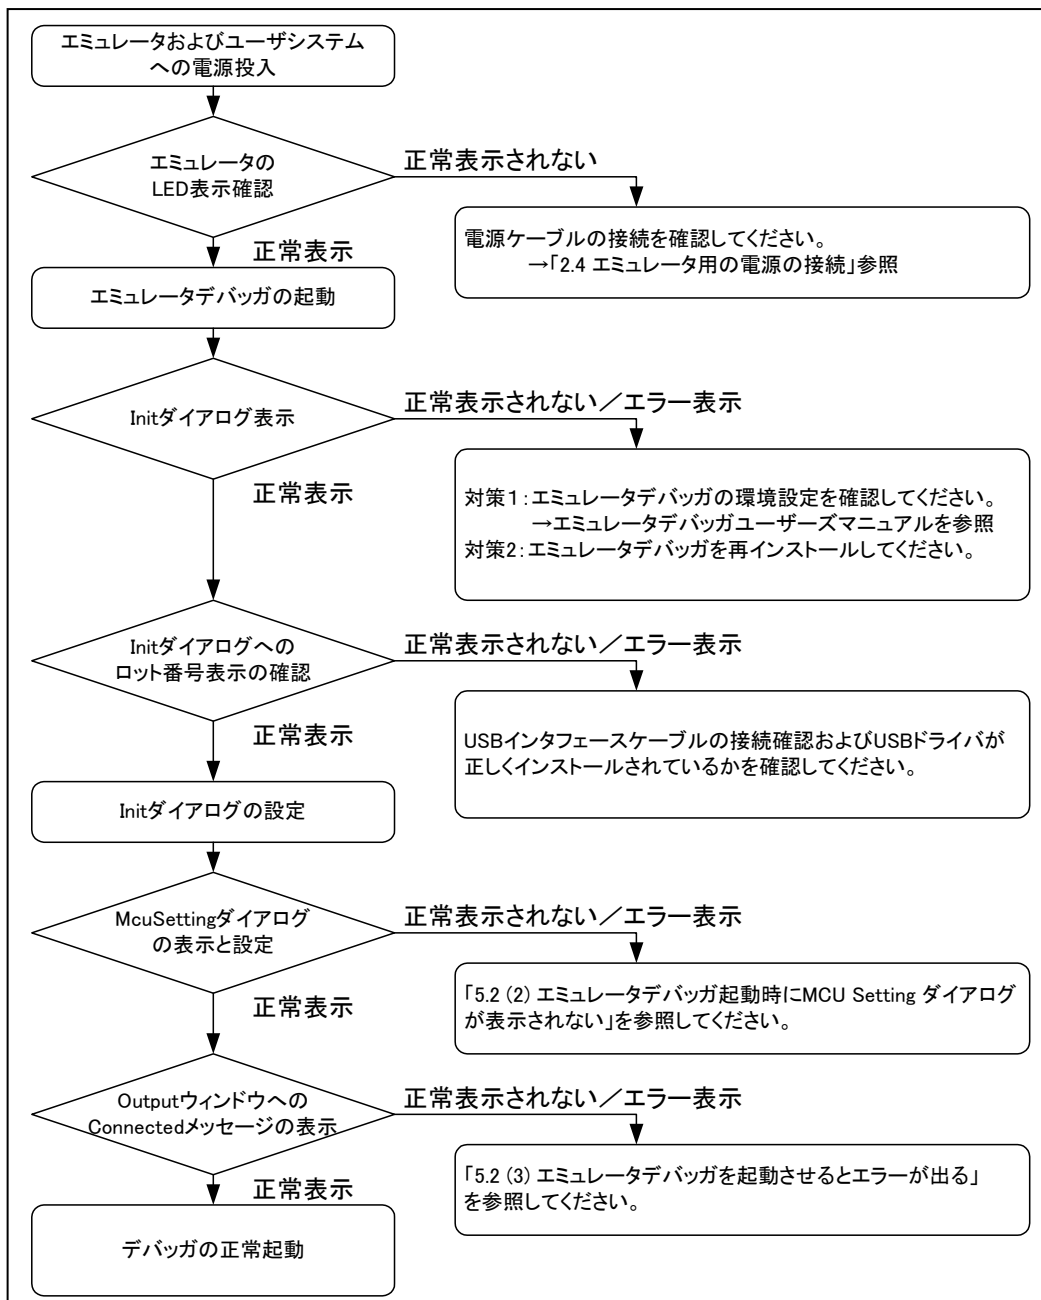 エミュレータおよびユーザシステム
への電源投入
エミュレータの
LED表示確認
正常表示されない
電源ケーブルの接続を確認してください。
→「2.4 エミュレータ用の電源の接続」参照
正常表示
エミュレータデバッガの起動
Initダイアログ表示
正常表示されない／エラー表示
対策１：エミュレータデバッガの環境設定を確認してください。
→エミュレータデバッガユーザーズマニュアルを参照
対策2：エミュレータデバッガを再インストールしてください。
正常表示
Initダイアログへの
ロット番号表示の確認
正常表示されない／エラー表示
USBインタフェースケーブルの接続確認およびUSBドライバが
正しくインストールされているかを確認してください。
正常表示
Initダイアログの設定
McuSettingダイアログ
の表示と設定
正常表示されない／エラー表示
「5.2 (2) エミュレータデバッガ起動時にMCU Setting ダイアログ
が表示されない」を参照してください。
正常表示
Outputウィンドウへの
Connectedメッセージの表示
正常表示されない／エラー表示
「5.2 (3) エミュレータデバッガを起動させるとエラーが出る」
を参照してください。
正常表示
デバッガの正常起動